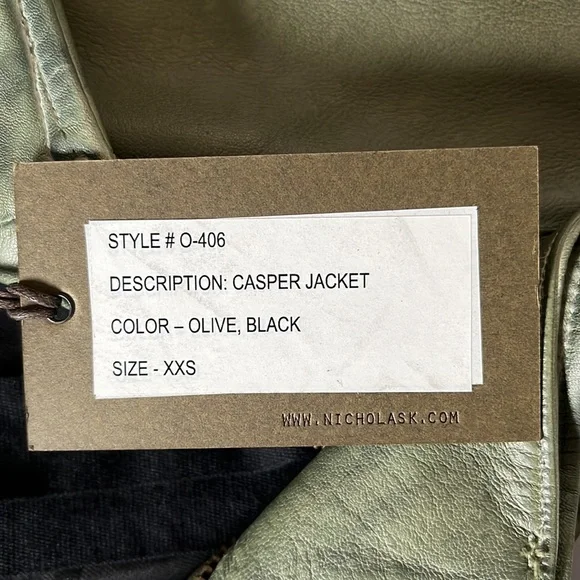 STYLE # O-406
DESCRIPTION: CASPER JACKET
COLOR – OLIVE, BLACK
SIZE - XXS
WWW.NICHOLASK.COM